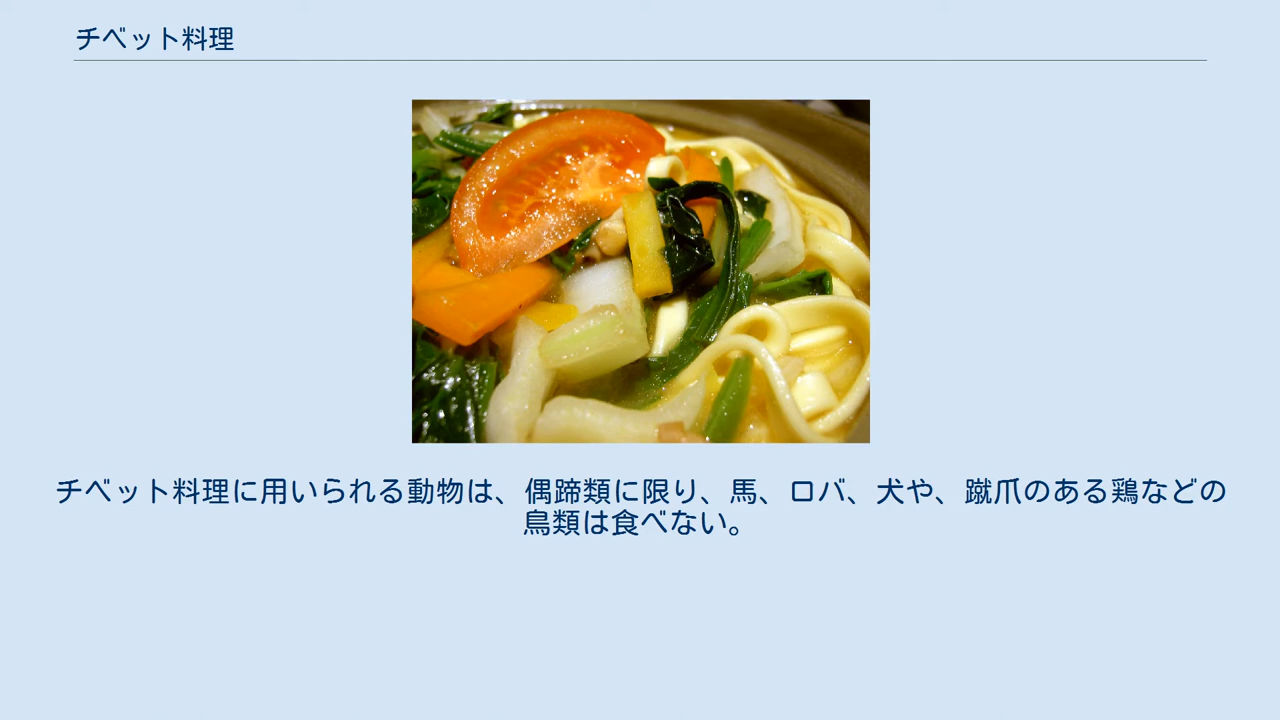 チベット料理
チベット料理に用いられる動物は、偶蹄類に限り、馬、ロバ、犬や、蹴爪のある鶏などの
鳥類は食べない。